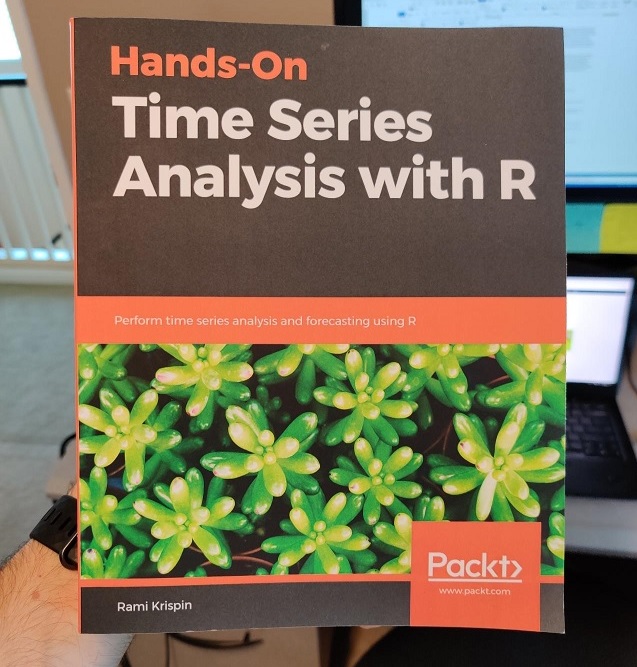 Hands-On
Time Series
Analysis with R
Perform time series analysis and forecasting using R
Packt>
www.packt.com
Rami Krispin